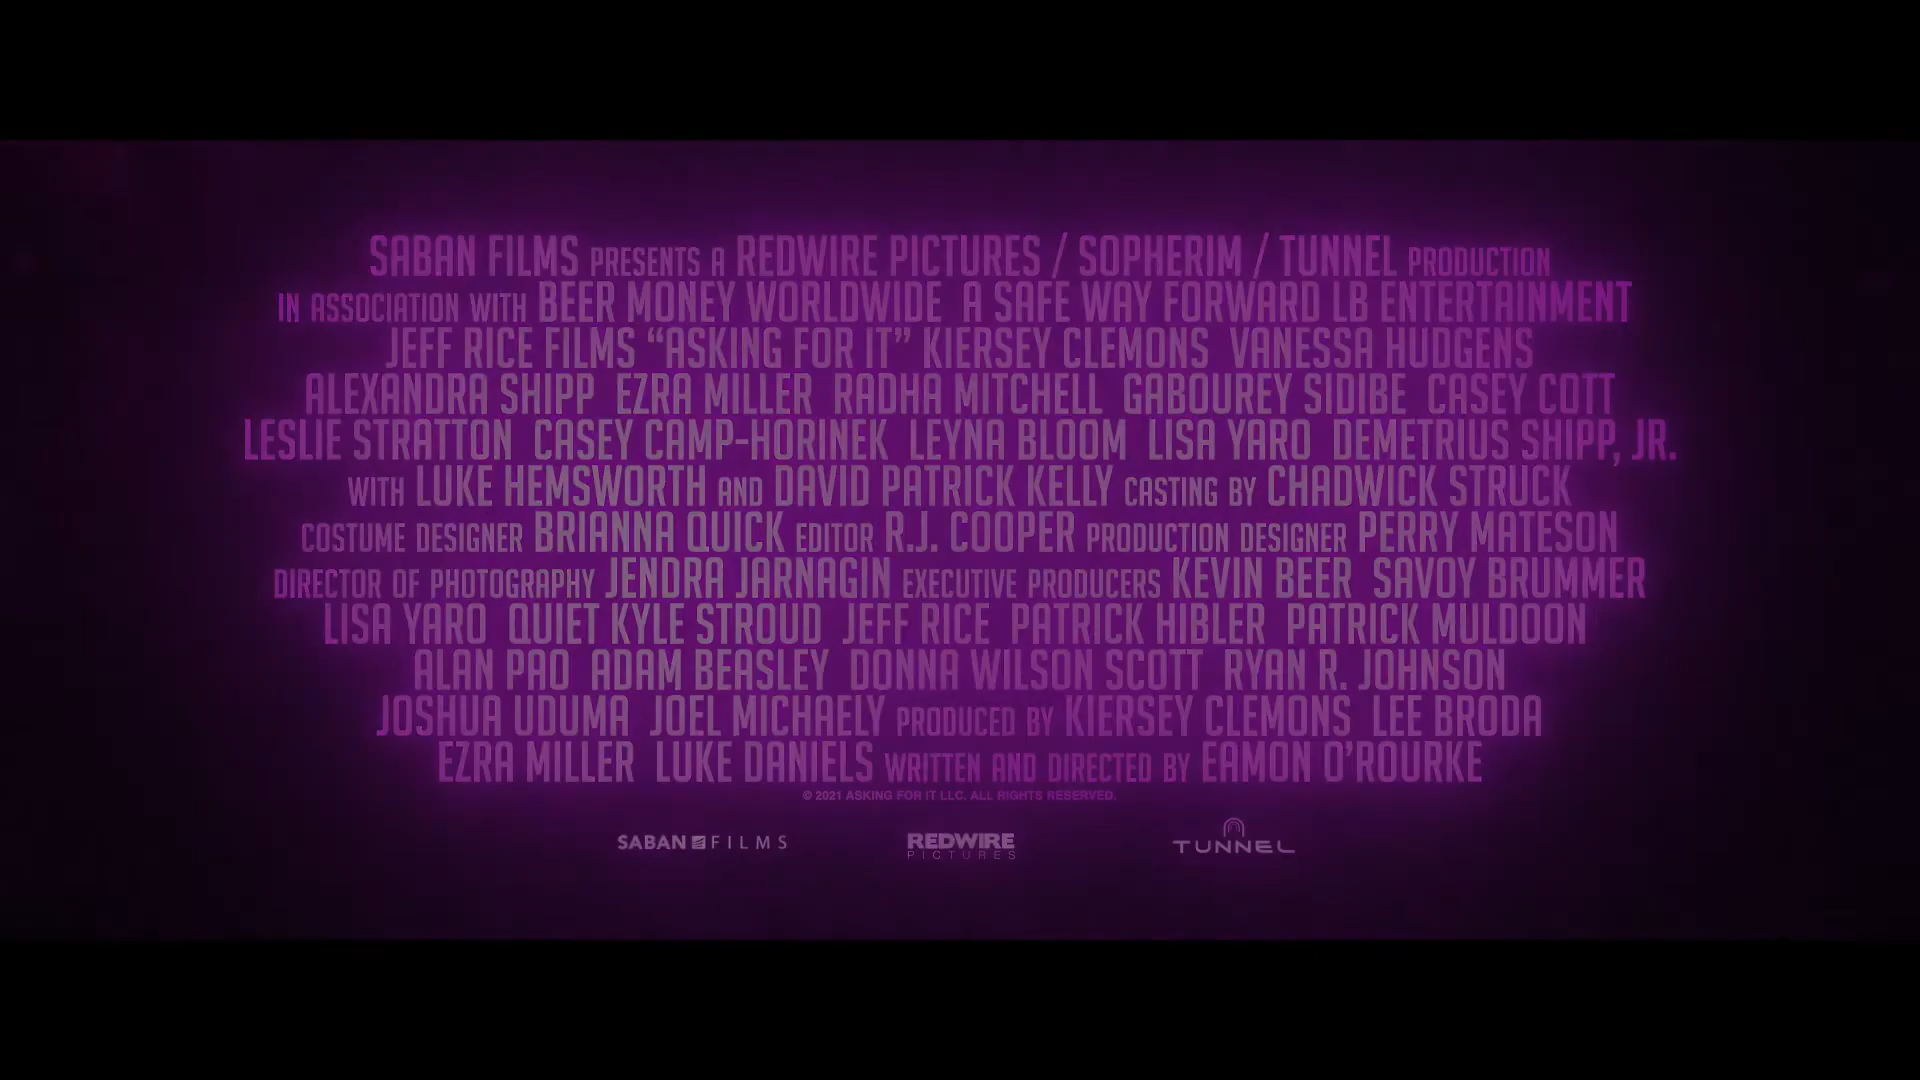 SABAN FILMS PRESENTS A REDWIRE PICTURES / SOPHERIM / TUNNEL PRODUCTION
IN ASSOCIATION WITH BEER MONEY WORLDWIDE A SAFE WAY FORWARD LB ENTERTAINMENT
JEFF RICE FILMS “ASKING FOR IT” KIERSEY CLEMONS VANESSA HUDGENS
ALEXANDRA SHIPP EZRA MILLER RADHA MITCHELL GABOUREY SIDIBE CASEY COTT
LESLIE STRATTON CASEY CAMP-HORINEK LEYNA BLOOM LISA YARO DEMETRIUS SHIPP, JR.
WITH LUKE HEMSWORTH AND DAVID PATRICK KELLY CASTING BY CHADWICK STRUCK
COSTUME DESIGNER BRIANNA QUICK EDITOR R.J. COOPER PRODUCTION DESIGNER PERRY MATESON
DIRECTOR OF PHOTOGRAPHY JENDRA JARNAGIN EXECUTIVE PRODUCERS KEVIN BEER SAVOY BRUMMER
LISA YARO QUIET KYLE STROUD JEFF RICE PATRICK HIBLER PATRICK MULDOON
ALAN PAO ADAM BEASLEY DONNA WILSON SCOTT RYAN R. JOHNSON
JOSHUA UDUMA JOEL MICHAELY PRODUCED BY KIERSEY CLEMONS LEE BRODA
EZRA MILLER LUKE DANIELS WRITTEN AND DIRECTED BY EAMON O’ROURKE
© 2021 ASKING FOR IT LLC. ALL RIGHTS RESERVED.
SABAN FILMS
REDWIRE
PICTURES
TUNNEL